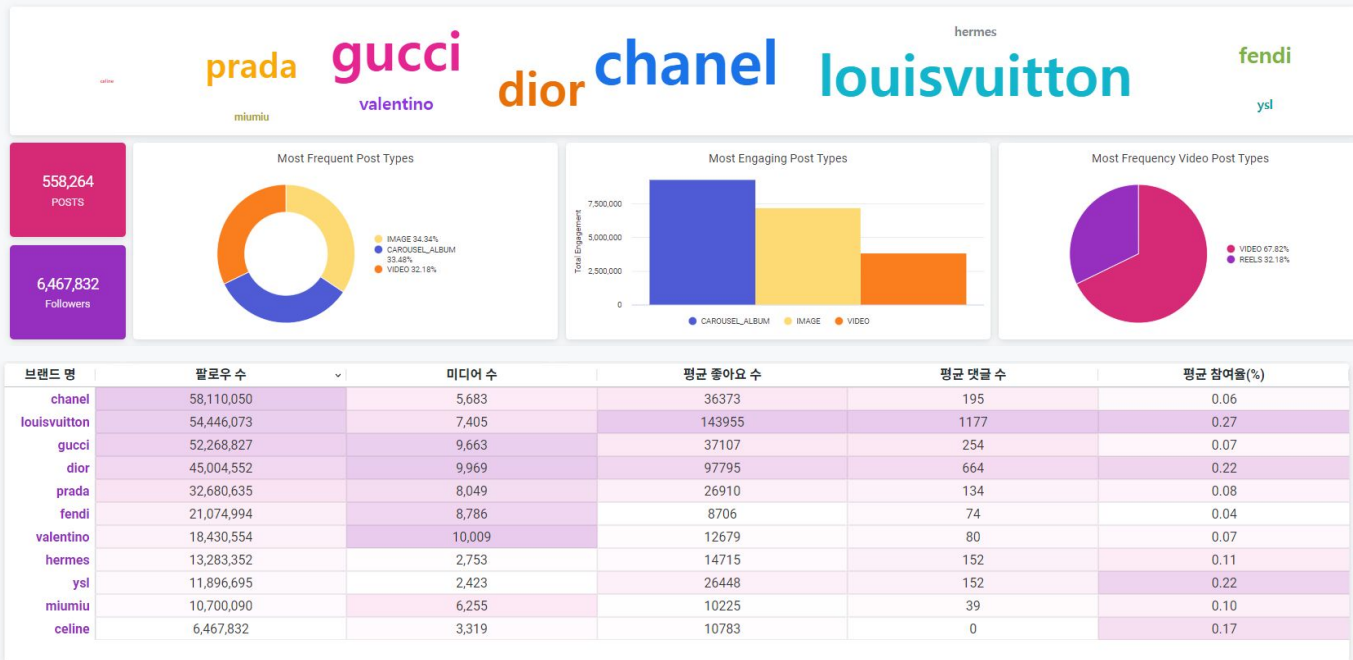 hermes
celine
prada
gucci
dior
chanel
louisvuitton
fendi
miumiu
valentino
ysl
558,264
POSTS
6,467,832
Followers
Most Frequent Post Types
IMAGE 34.34%
CAROUSEL_ALBUM
33.48%
VIDEO 32.18%
Most Engaging Post Types
Total Engagement
7,500,000
5,000,000
2,500,000
0
CAROUSEL_ALBUM IMAGE VIDEO
Most Frequency Video Post Types
VIDEO 67.82%
REELS 32.18%
브랜드 명 팔로우 수 미디어 수 평균 좋아요 수 평균 댓글 수 평균 참여율(%)
chanel 58,110,050 5,683 36373 195 0.06
louisvuitton 54,446,073 7,405 143955 1177 0.27
gucci 52,268,827 9,663 37107 254 0.07
dior 45,004,552 9,969 97795 664 0.22
prada 32,680,635 8,049 26910 134 0.08
fendi 21,074,994 8,786 8706 74 0.04
valentino 18,430,554 10,009 12679 80 0.07
hermes 13,283,352 2,753 14715 152 0.11
ysl 11,896,695 2,423 26448 152 0.22
miumiu 10,700,090 6,255 10225 39 0.10
celine 6,467,832 3,319 10783 0 0.17